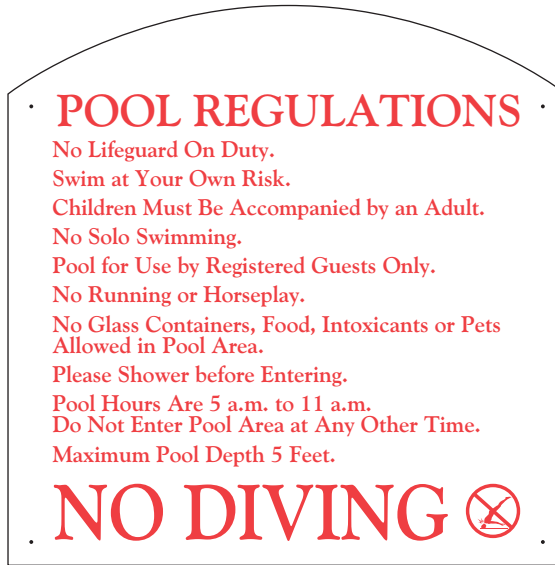 POOL REGULATIONS
No Lifeguard On Duty.
Swim at Your Own Risk.
Children Must Be Accompanied by an Adult.
No Solo Swimming.
Pool for Use by Registered Guests Only.
No Running or Horseplay.
No Glass Containers, Food, Intoxicants or Pets
Allowed in Pool Area.
Please Shower before Entering.
Pool Hours Are 5 a.m. to 11 a.m.
Do Not Enter Pool Area at Any Other Time.
Maximum Pool Depth 5 Feet.
NO DIVING